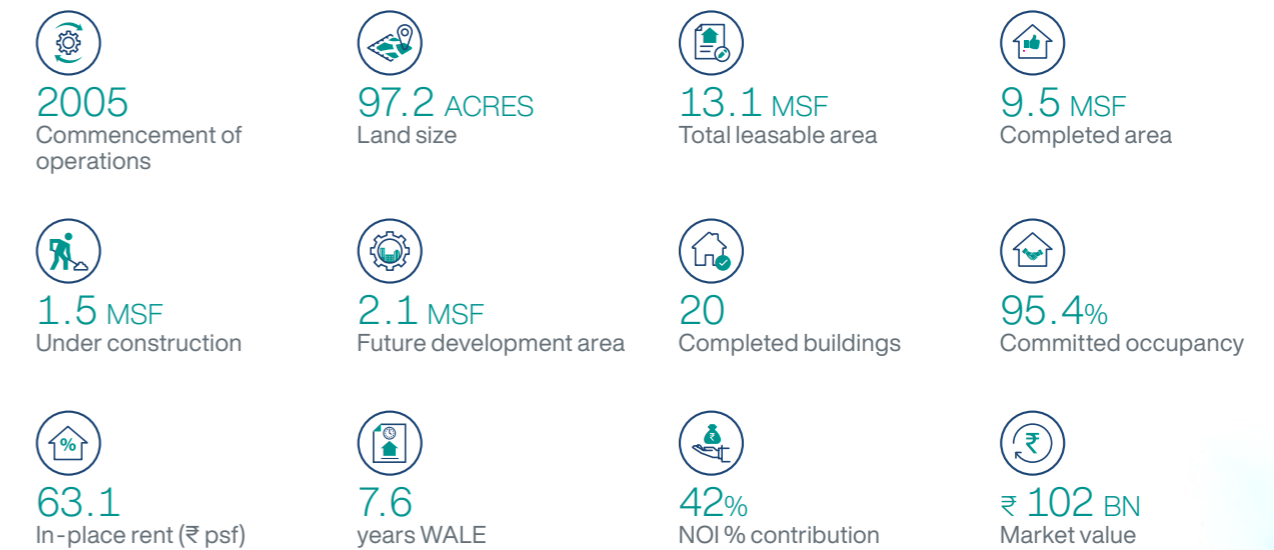 2005
Commencement of
operations
97.2 ACRES
Land size
13.1 MSF
Total leasable area
9.5 MSF
Completed area
1.5 MSF
Under construction
2.1 MSF
Future development area
20
Completed buildings
95.4%
Committed occupancy
%
63.1
In-place rent (₹ psf)
7.6
years WALE
₹
42%
NOI % contribution
₹
₹ 102 BN
Market value